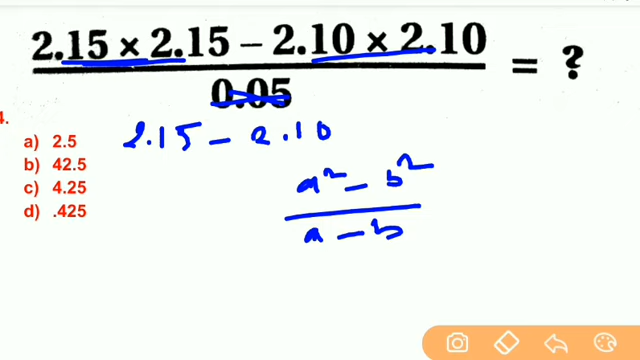 2.15 × 2.15 – 2.10 × 2.10
0.05
= ?
4.
a) 2.5
b) 42.5
c) 4.25
d) .425
2.15 – 2.10
a² – b²
a – b